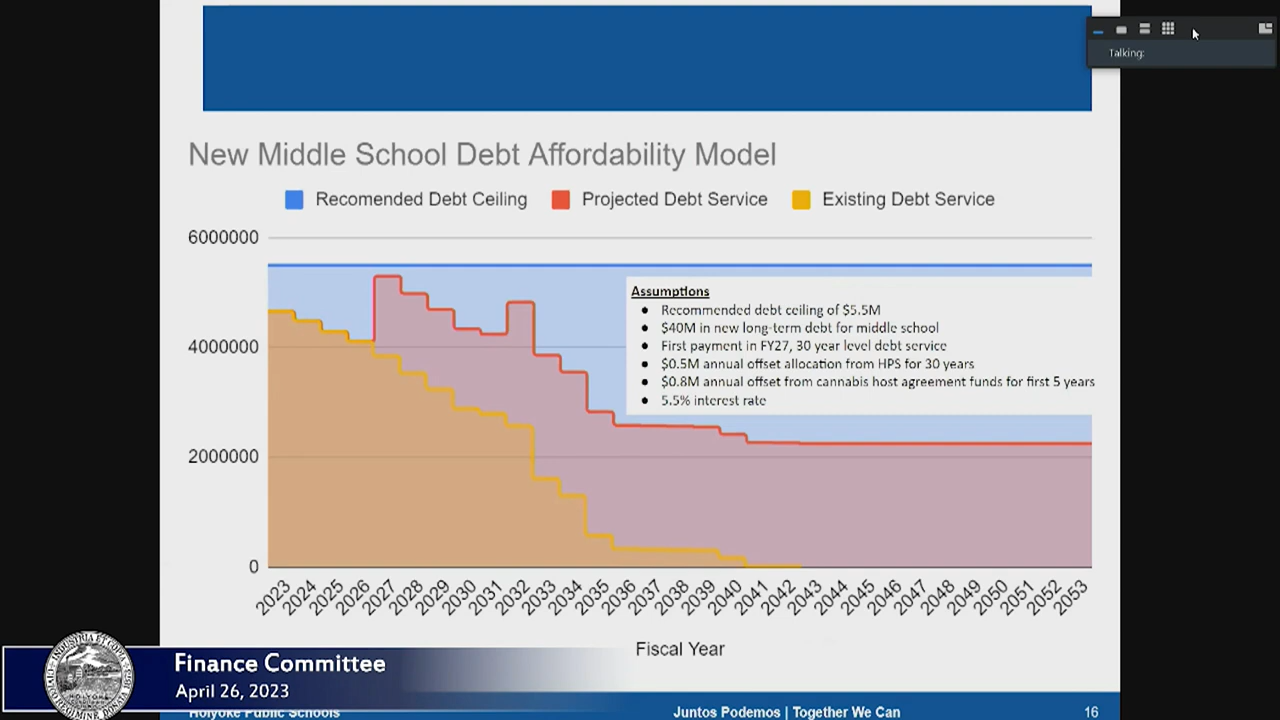 Talking:
New Middle School Debt Affordability Model
Recomended Debt Ceiling Projected Debt Service Existing Debt Service
6000000
4000000
2000000
0
Assumptions
● Recommended debt ceiling of $5.5M
● $40M in new long-term debt for middle school
● First payment in FY27, 30 year level debt service
● $0.5M annual offset allocation from HPS for 30 years
● $0.8M annual offset from cannabis host agreement funds for first 5 years
● 5.5% interest rate
2023 2024 2025 2026 2027 2028 2029 2030 2031 2032 2033 2034 2035 2036 2037 2038 2039 2040 2041 2042 2043 2044 2045 2046 2047 2048 2049 2050 2051 2052 2053
Fiscal Year
Finance Committee
April 26, 2023
Holyoke Public Schools Juntos Podemos | Together We Can 16